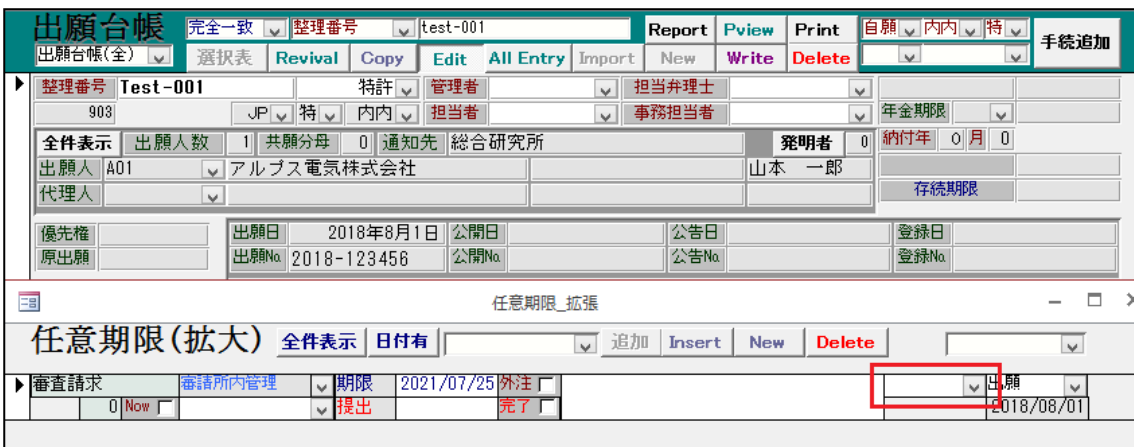 出願台帳 完全一致 整理番号 test-001 Report Pview Print 自願 内内 特 手続追加
出願台帳(全) 選択表 Revival Copy Edit All Entry Import New Write Delete
整理番号 Test-001 特許 管理者 担当弁理士
903 JP 特 内内 担当者 事務担当者 年金期限
全件表示 出願人数 1 共願分母 0 通知先 総合研究所 発明者 0 納付年 0 月 0
出願人 A01 アルプス電気株式会社 山本 一郎
代理人 存続期限
優先権 出願日 2018年8月1日 公開日 公告日 登録日
原出願 出願No. 2018-123456 公開No. 公告No. 登録No.
任意期限_拡張
任意期限(拡大) 全件表示 日付有 追加 Insert New Delete
審査請求 審請所内管理 期限 2021/07/25 外注 出願
0 Now 提出 完了 2018/08/01